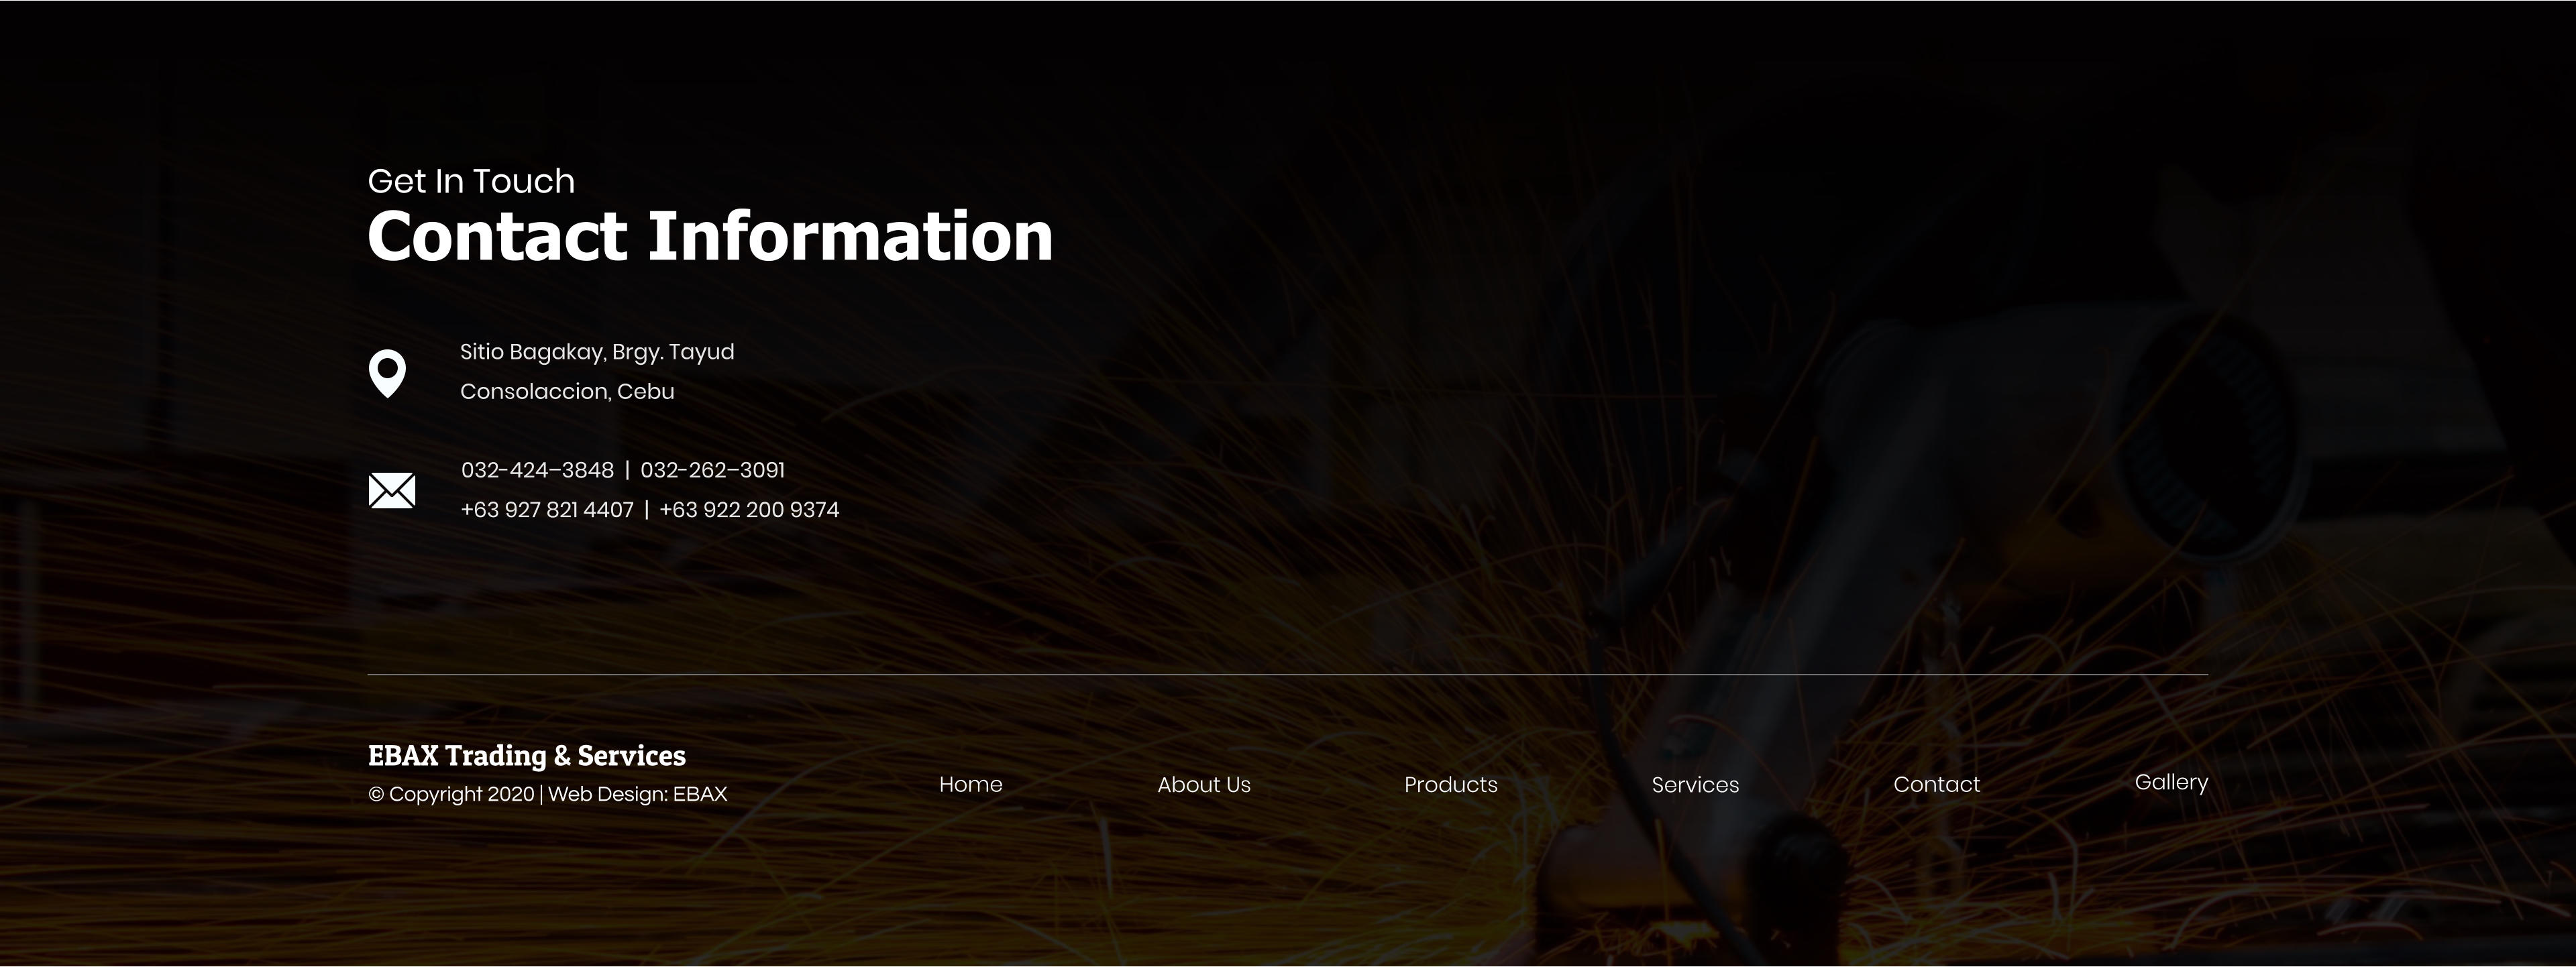 Get In Touch
Contact Information
Sitio Bagakay, Brgy. Tayud
Consolaccion, Cebu
032-424–3848 | 032-262–3091
+63 927 821 4407 | +63 922 200 9374
EBAX Trading & Services
© Copyright 2020 | Web Design: EBAX
Home About Us Products Services Contact Gallery